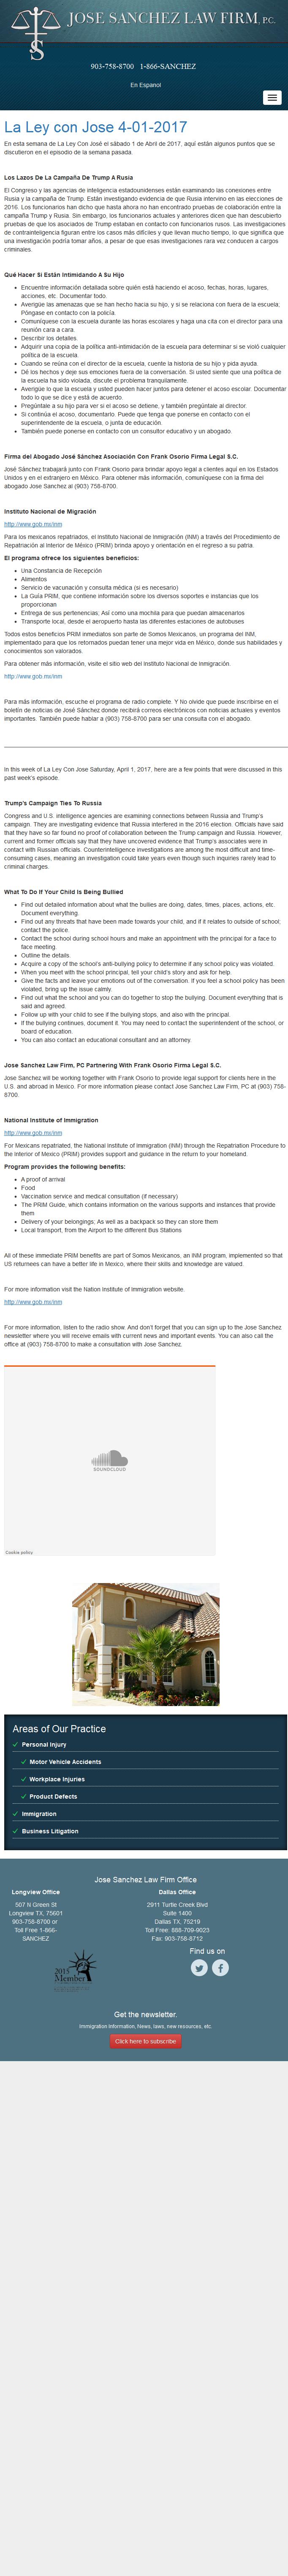 JOSE SANCHEZ LAW FIRM, P.C.
903-758-8700 1-866-SANCHEZ
En Espanol
La Ley con Jose 4-01-2017
En esta semana de La Ley Con José el sábado 1 de Abril de 2017, aquí están algunos puntos que se
discutieron en el episodio de la semana pasada.
Los Lazos De La Campaña De Trump A Rusia
El Congreso y las agencias de inteligencia estadounidenses están examinando las conexiones entre
Rusia y la campaña de Trump. Están investigando evidencia de que Rusia intervino en las elecciones de
2016. Los funcionarios han dicho que hasta ahora no han encontrado pruebas de colaboración entre la
campaña Trump y Rusia. Sin embargo, los funcionarios actuales y anteriores dicen que han descubierto
pruebas de que los asociados de Trump estaban en contacto con funcionarios rusos. Las investigaciones
de contrainteligencia figuran entre los casos más difíciles y que llevan mucho tiempo, lo que significa que
una investigación podría tomar años, a pesar de que esas investigaciones rara vez conducen a cargos
criminales.
Qué Hacer Si Están Intimidando A Su Hijo
Encuentre información detallada sobre quién está haciendo el acoso, fechas, horas, lugares,
acciones, etc. Documentar todo.
Averigüe las amenazas que se han hecho hacia su hijo, y si se relaciona con fuera de la escuela;
Póngase en contacto con la policía.
Comuníquese con la escuela durante las horas escolares y haga una cita con el director para una
reunión cara a cara.
Describir los detalles.
Adquirir una copia de la política anti-intimidación de la escuela para determinar si se violó cualquier
política de la escuela.
Cuando se reúna con el director de la escuela, cuente la historia de su hijo y pida ayuda.
Dé los hechos y deje sus emociones fuera de la conversación. Si usted siente que una política de
la escuela ha sido violada, discute el problema tranquilamente.
Averigüe lo que la escuela y usted pueden hacer juntos para detener el acoso escolar. Documentar
todo lo que se dice y está de acuerdo.
Pregúntale a su hijo para ver si el acoso se detiene, y también pregúntale al director.
Si continúa el acoso, documentarlo. Puede que tenga que ponerse en contacto con el
superintendente de la escuela, o junta de educación.
También puede ponerse en contacto con un consultor educativo y un abogado.
Firma del Abogado José Sánchez Asociación Con Frank Osorio Firma Legal S.C.
José Sánchez trabajará junto con Frank Osorio para brindar apoyo legal a clientes aquí en los Estados
Unidos y en el extranjero en México. Para obtener más información, comuníquese con la firma del
abogado Jose Sanchez al (903) 758-8700.
Instituto Nacional de Migración
http://www.gob.mx/inm
Para los mexicanos repatriados, el Instituto Nacional de Inmigración (INM) a través del Procedimiento de
Repatriación al Interior de México (PRIM) brinda apoyo y orientación en el regreso a su patria.
El programa ofrece los siguientes beneficios:
Una Constancia de Recepción
Alimentos
Servicio de vacunación y consulta médica (si es necesario)
La Guía PRIM, que contiene información sobre los diversos soportes e instancias que los
proporcionan
Entrega de sus pertenencias, Así como una mochila para que puedan almacenarlos
Transporte local, desde el aeropuerto hasta las diferentes estaciones de autobuses
Todos estos beneficios PRIM inmediatos son parte de Somos Mexicanos, un programa del INM,
implementado para que los retornados puedan tener una mejor vida en México, donde sus habilidades y
conocimientos son valorados.
Para obtener más información, visite el sitio web del Instituto Nacional de Inmigración.
http://www.gob.mx/inm
Para más información, escuche el programa de radio completo. Y No olvide que puede inscribirse en el
boletín de noticias de José Sánchez donde recibirá correos electrónicos con noticias actuales y eventos
importantes. También puede hablar a (903) 758-8700 para ser una consulta con el abogado.
In this week of La Ley Con Jose Saturday, April 1, 2017, here are a few points that were discussed in this
past week's episode.
Trump's Campaign Ties To Russia
Congress and U.S. intelligence agencies are examining connections between Russia and Trump's
campaign. They are investigating evidence that Russia interfered in the 2016 election. Officials have said
that they have so far found no proof of collaboration between the Trump campaign and Russia. However,
current and former officials say that they have uncovered evidence that Trump's associates were in
contact with Russian officials. Counterintelligence investigations are among the most difficult and time-
consuming cases, meaning an investigation could take years even though such inquiries rarely lead to
criminal charges.
What To Do If Your Child Is Being Bullied
Find out detailed information about what the bullies are doing, dates, times, places, actions, etc.
Document everything.
Find out any threats that have been made towards your child, and if it relates to outside of school;
contact the police.
Contact the school during school hours and make an appointment with the principal for a face to
face meeting.
Outline the details.
Acquire a copy of the school's anti-bullying policy to determine if any school policy was violated.
When you meet with the school principal, tell your child's story and ask for help.
Give the facts and leave your emotions out of the conversation. If you feel a school policy has been
violated, bring up the issue calmly.
Find out what the school and you can do together to stop the bullying. Document everything that is
said and agreed.
Follow up with your child to see if the bullying stops, and also with the principal.
If the bullying continues, document it. You may need to contact the superintendent of the school, or
board of education.
You can also contact an educational consultant and an attorney.
Jose Sanchez Law Firm, PC Partnering With Frank Osorio Firma Legal S.C.
Jose Sanchez will be working together with Frank Osorio to provide legal support for clients here in the
U.S. and abroad in Mexico. For more information please contact Jose Sanchez Law Firm, PC at (903) 758-
8700.
National Institute of Immigration
http://www.gob.mx/inm
For Mexicans repatriated, the National Institute of Immigration (INM) through the Repatriation Procedure to
the Interior of Mexico (PRIM) provides support and guidance in the return to your homeland.
Program provides the following benefits:
A proof of arrival
Food
Vaccination service and medical consultation (if necessary)
The PRIM Guide, which contains information on the various supports and instances that provide
them
Delivery of your belongings, As well as a backpack so they can store them
Local transport, from the Airport to the different Bus Stations
All of these immediate PRIM benefits are part of Somos Mexicanos, an INM program, implemented so that
US returnees can have a better life in Mexico, where their skills and knowledge are valued.
For more information visit the Nation Institute of Immigration website.
http://www.gob.mx/inm
For more information, listen to the radio show. And don't forget that you can sign up to the Jose Sanchez
newsletter where you will receive emails with current news and important events. You can also call the
office at (903) 758-8700 to make a consultation with Jose Sanchez.
SOUNDCLOUD
Cookie policy
Areas of Our Practice
Personal Injury
Motor Vehicle Accidents
Workplace Injuries
Product Defects
Immigration
Business Litigation
Jose Sanchez Law Firm Office
Longview Office
507 N Green St
Longview TX, 75601
903-758-8700 or
Toll Free 1-866-
SANCHEZ
Dallas Office
2911 Turtle Creek Blvd
Suite 1400
Dallas TX, 75219
Toll Free: 888-709-9023
Fax: 903-758-8712
2015
Member
Find us on
Get the newsletter.
Immigration Information, News, laws, new resources, etc.
Click here to subscribe